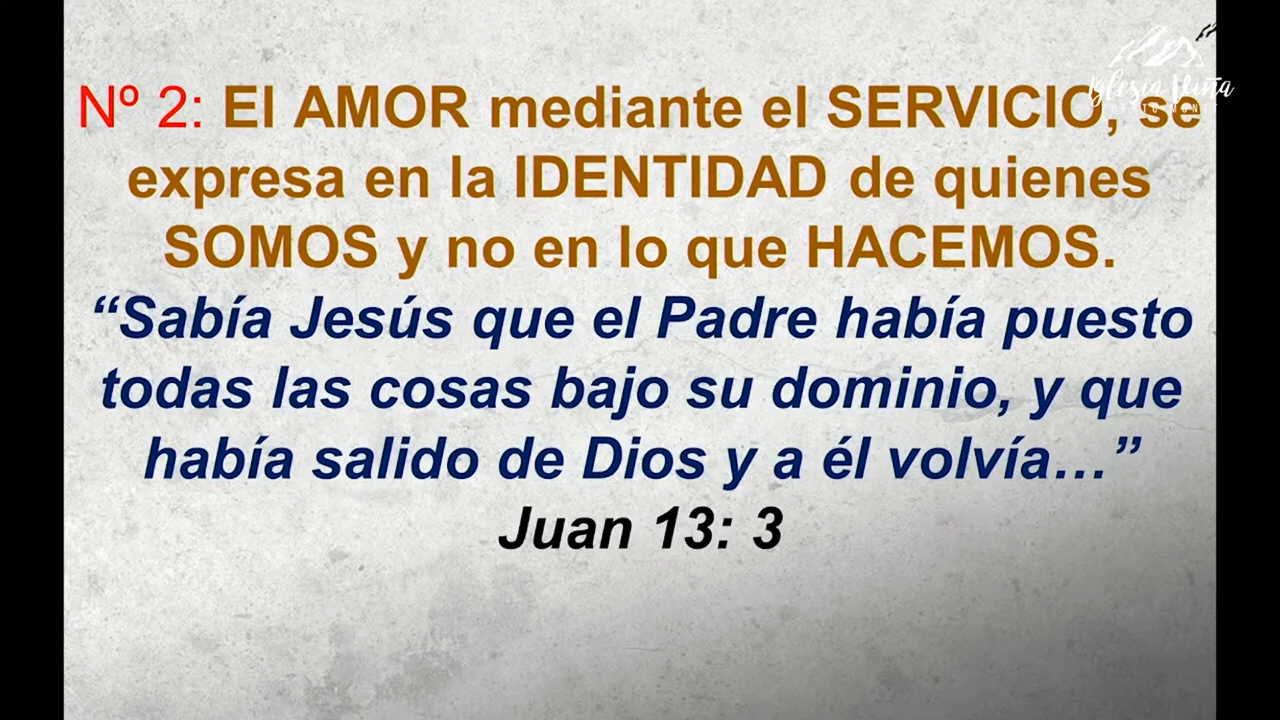 Nº 2: El AMOR mediante el SERVICIO, se
expresa en la IDENTIDAD de quienes
SOMOS y no en lo que HACEMOS.
“Sabía Jesús que el Padre había puesto
todas las cosas bajo su dominio, y que
había salido de Dios y a él volvía…”
Juan 13: 3
Iglesia Viña